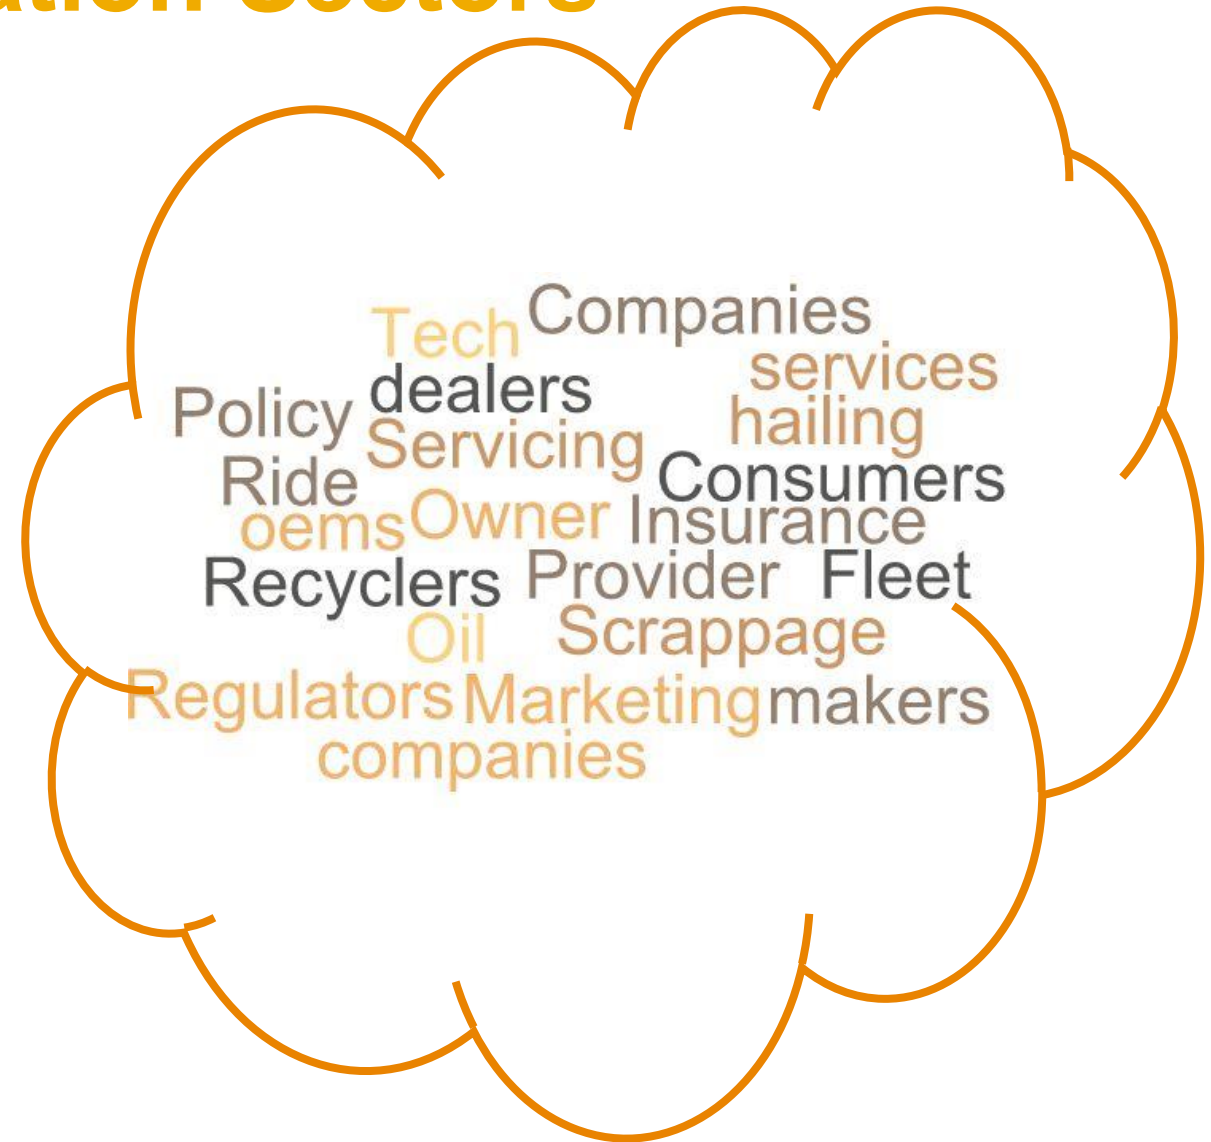 Sectors
Tech Companies
dealers services
Policy Servicing hailing
Ride Consumers
oems Owner Insurance
Recyclers Provider Fleet
Oil Scrappage
Regulators Marketing makers
companies